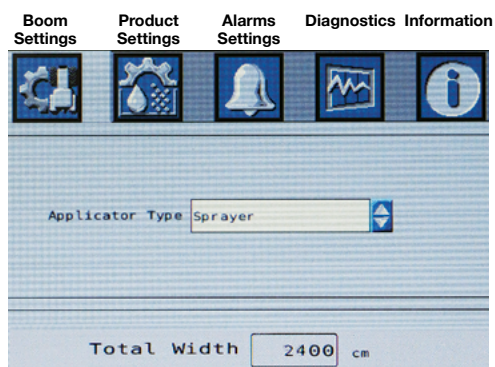 Boom Settings Product Settings Alarms Settings Diagnostics Information
Applicator Type Sprayer
Total Width 2400 cm